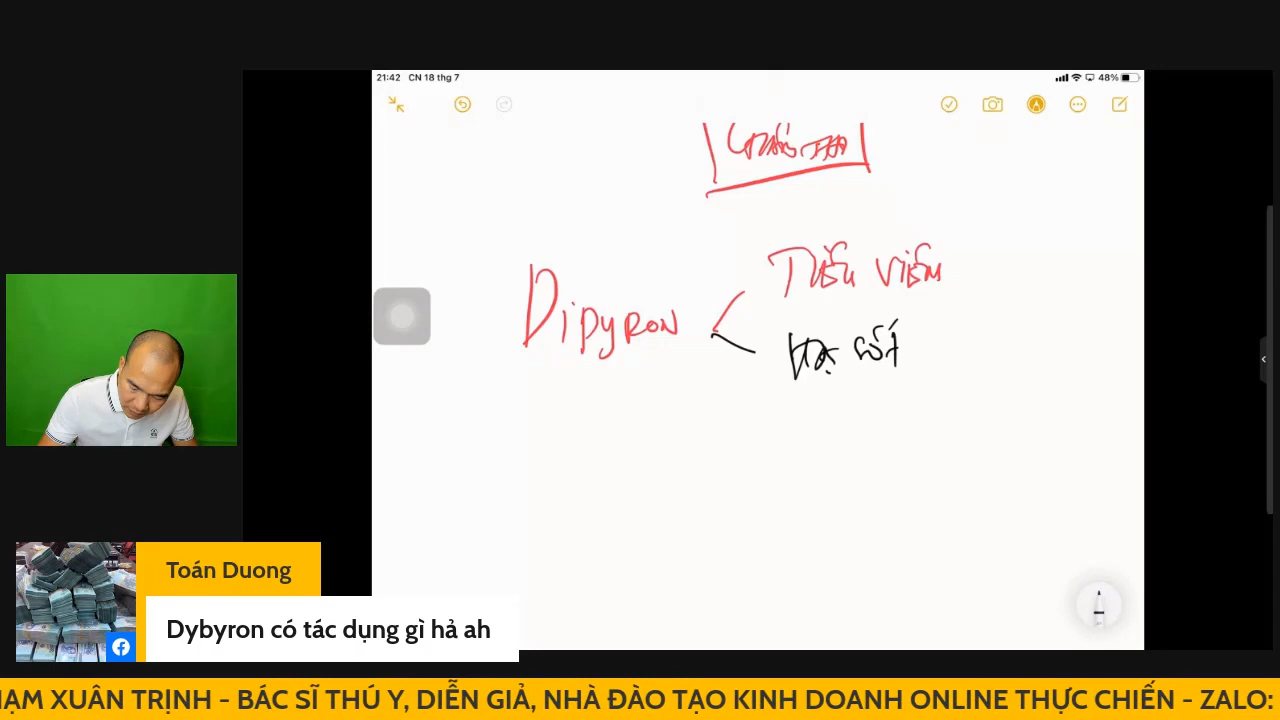 21:42 CN 18 thg 7
48%
Dipyron
Tiêu viêm
Hạ sốt
Toán Duong
Dybyron có tác dụng gì hả ah
HẠM XUÂN TRỊNH - BÁC SĨ THÚ Y, DIỄN GIẢ, NHÀ ĐÀO TẠO KINH DOANH ONLINE THỰC CHIẾN - ZALO: